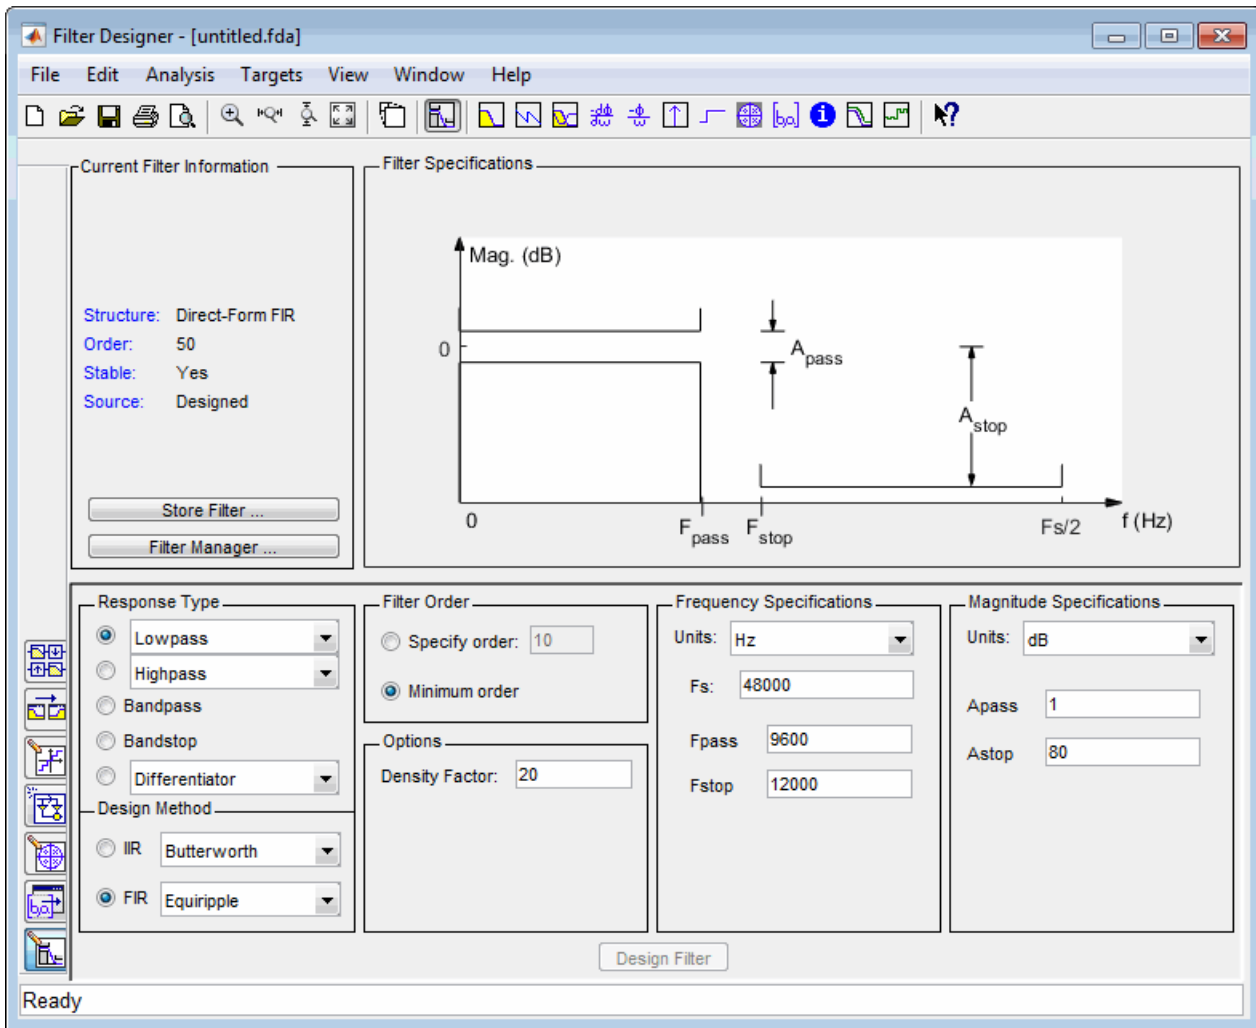 Filter Designer - [untitled.fda]
File Edit Analysis Targets View Window Help
Current Filter Information
Structure: Direct-Form FIR
Order: 50
Stable: Yes
Source: Designed
Store Filter ...
Filter Manager ...
Filter Specifications
Mag. (dB)
0
A pass
A stop
0
F pass
F stop
Fs/2
f (Hz)
Response Type
Lowpass
Highpass
Bandpass
Bandstop
Differentiator
Design Method
IIR Butterworth
FIR Equiripple
Filter Order
Specify order: 10
Minimum order
Options
Density Factor: 20
Frequency Specifications
Units: Hz
Fs: 48000
Fpass 9600
Fstop 12000
Magnitude Specifications
Units: dB
Apass 1
Astop 80
Design Filter
Ready